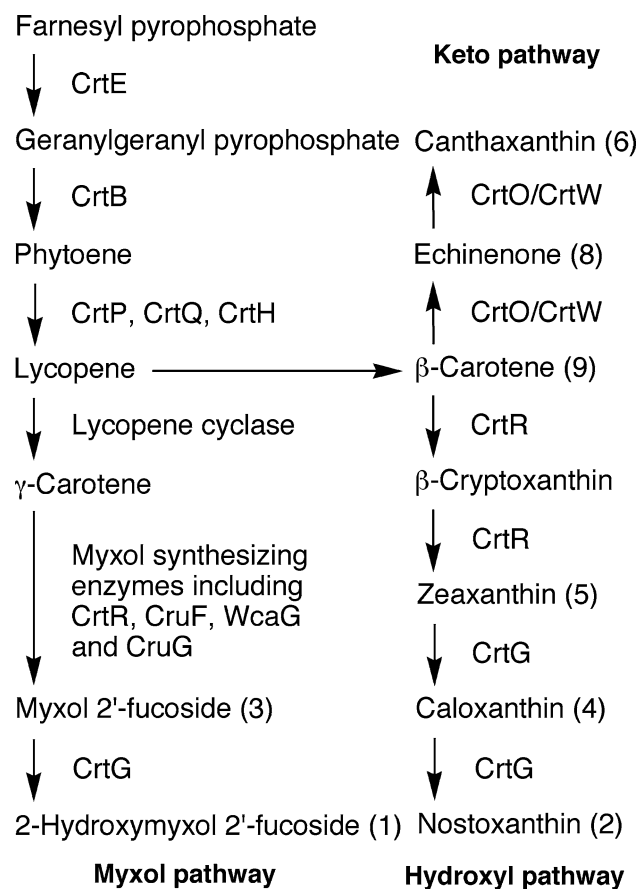 Farnesyl pyrophosphate
Keto pathway
CrtE
Geranylgeranyl pyrophosphate
Canthaxanthin (6)
CrtB
CrtO/CrtW
Phytoene
Echinenone (8)
CrtP, CrtQ, CrtH
CrtO/CrtW
Lycopene
β-Carotene (9)
Lycopene cyclase
CrtR
γ-Carotene
β-Cryptoxanthin
Myxol synthesizing
enzymes including
CrtR, CruF, WcaG
and CruG
CrtR
Zeaxanthin (5)
CrtG
Myxol 2'-fucoside (3)
Caloxanthin (4)
CrtG
CrtG
2-Hydroxymyxol 2'-fucoside (1)
Nostoxanthin (2)
Myxol pathway
Hydroxyl pathway